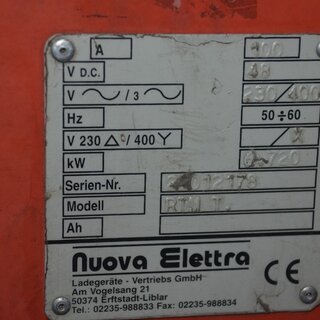 A 100
V D.C. 48
V / 3 230/400
Hz 50÷60
V 230 △ / 400 Y / X
kW
Serien-Nr.
Modell
Ah
Nuova Elettra
Ladegeräte - Vertriebs GmbH
Am Vogelsang 21
50374 Erftstadt-Liblar
Tel.: 02235-988833 Fax: 02235-988834
CE